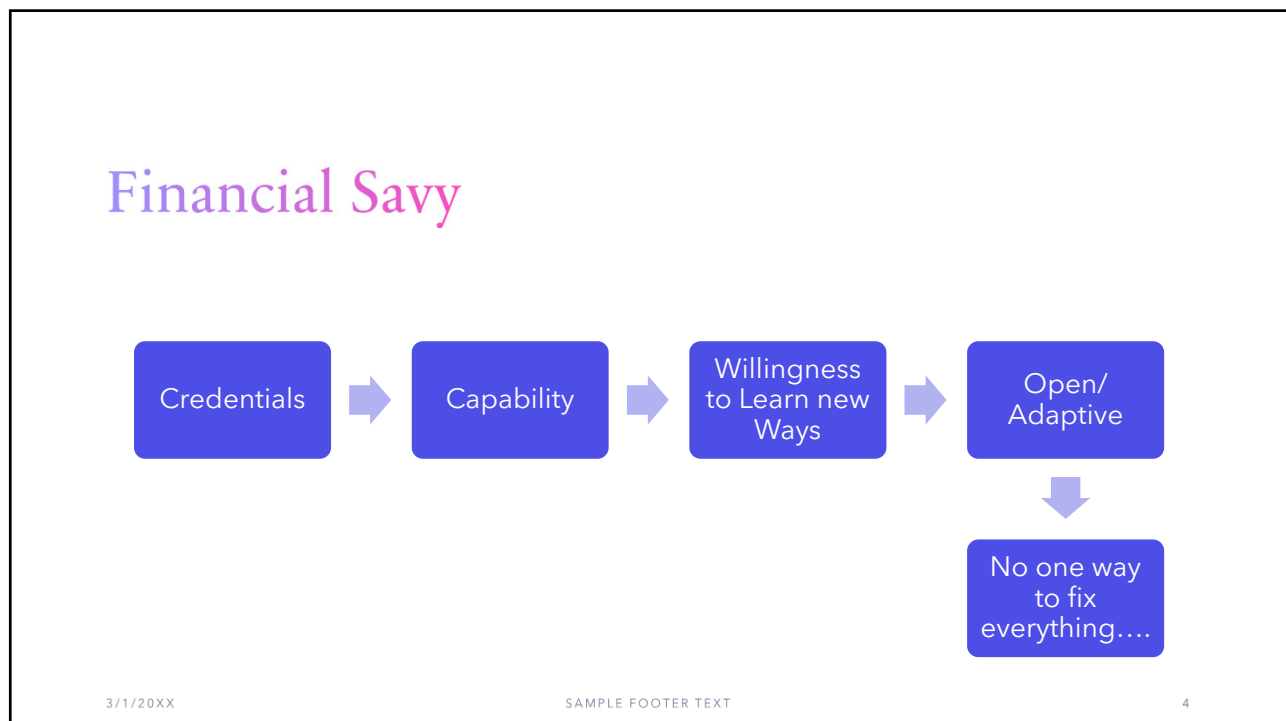 Financial Savy
Credentials
Capability
Willingness
to Learn new
Ways
Open/
Adaptive
No one way
to fix
everything….
3/1/20XX
SAMPLE FOOTER TEXT
4